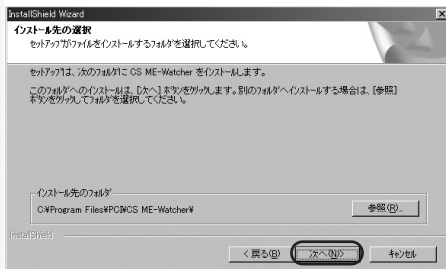 InstallShield Wizard
インストール先の選択
セットアップがファイルをインストールするフォルダを選択してください。
セットアップは、次のフォルダに CS ME-Watcher をインストールします。
このフォルダへのインストールは、[次へ] ボタンをクリックします。別のフォルダへインストールする場合は、[参照]
ボタンをクリックしてフォルダを選択してください。
インストール先のフォルダ
C:¥Program Files¥PCI¥CS ME-Watcher¥
参照(R)...
InstallShield
< 戻る(B)
次へ(N)>
キャンセル